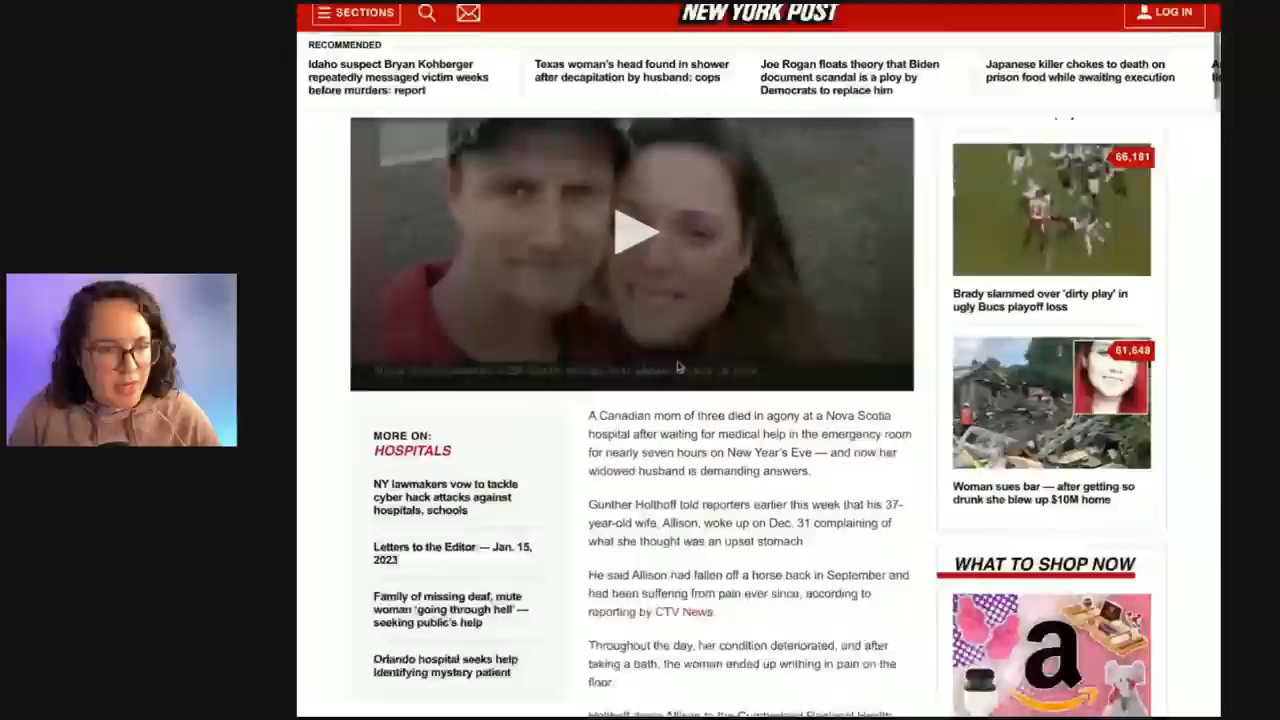 SECTIONS
NEW YORK POST
LOG IN
RECOMMENDED
Idaho suspect Bryan Kohberger
repeatedly messaged victim weeks
before murders: report
Texas woman's head found in shower
after decapitation by husband: cops
Joe Rogan floats theory that Biden
document scandal is a ploy by
Democrats to replace him
Japanese killer chokes to death on
prison food while awaiting execution
66,181
Brady slammed over 'dirty play' in
ugly Bucs playoff loss
61,648
Woman sues bar — after getting so
drunk she blew up $10M home
WHAT TO SHOP NOW
a
MORE ON:
HOSPITALS
NY lawmakers vow to tackle
cyber hack attacks against
hospitals, schools
Letters to the Editor — Jan. 15,
2023
Family of missing deaf, mute
woman 'going through hell' —
seeking public's help
Orlando hospital seeks help
identifying mystery patient
A Canadian mom of three died in agony at a Nova Scotia
hospital after waiting for medical help in the emergency room
for nearly seven hours on New Year's Eve — and now her
widowed husband is demanding answers.
Gunther Holthoff told reporters earlier this week that his 37-
year-old wife, Allison, woke up on Dec. 31 complaining of
what she thought was an upset stomach
He said Allison had fallen off a horse back in September and
had been suffering from pain ever since, according to
reporting by CTV News.
Throughout the day, her condition deteriorated, and after
taking a bath, the woman ended up writhing in pain on the
floor.